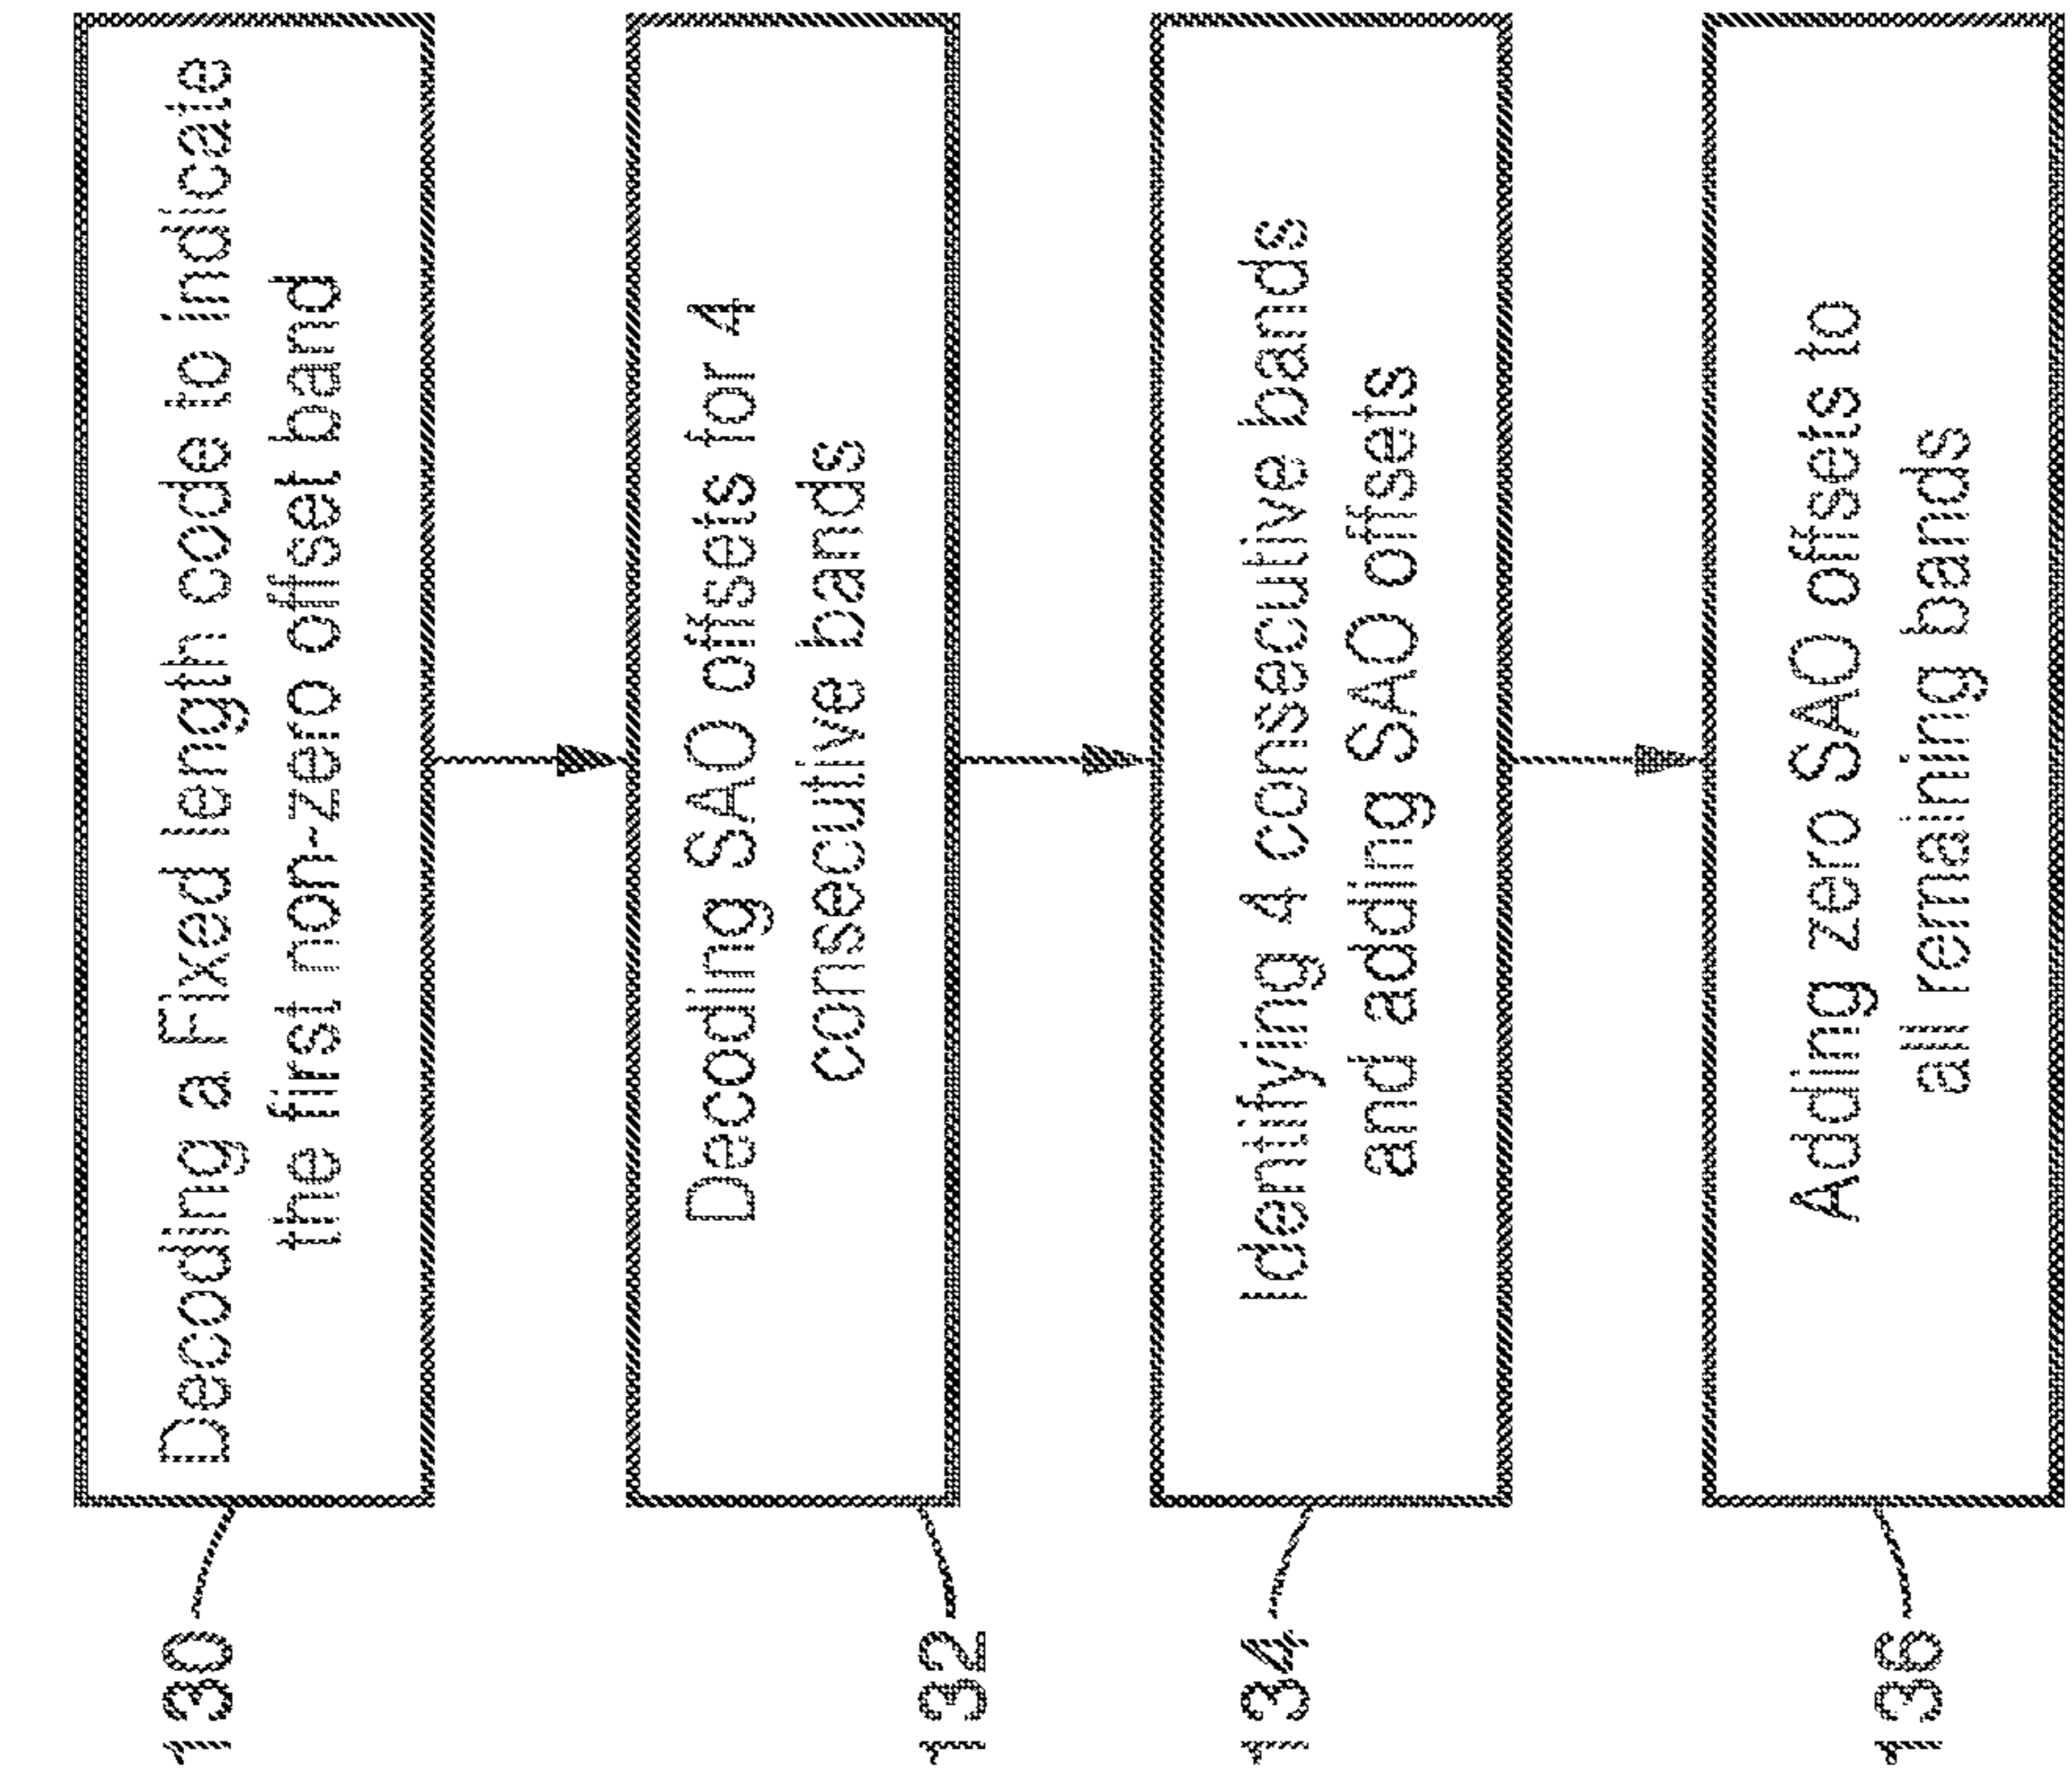 130
Decoding a Fixed length code to indicate
the first non-zero offset band
132
Decoding SAO offsets for 4
consecutive bands
134
Identifying 4 consecutive bands
and adding SAO offsets
136
Adding zero SAO offsets to
all remaining bands